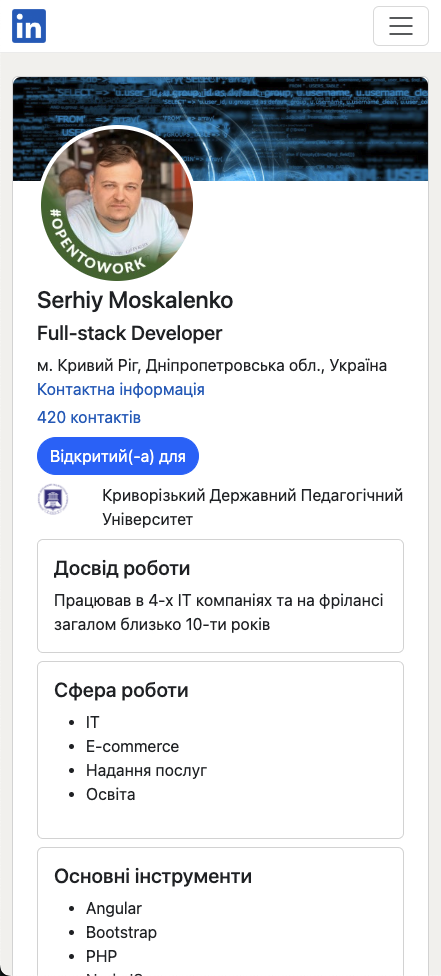 in
Serhiy Moskalenko
Full-stack Developer
м. Кривий Ріг, Дніпропетровська обл., Україна
Контактна інформація
420 контактів
Відкритий(-а) для
Криворізький Державний Педагогічний
Університет
Досвід роботи
Працював в 4-х IT компаніях та на фрілансі
загалом близько 10-ти років
Сфера роботи
• IT
• E-commerce
• Надання послуг
• Освіта
Основні інструменти
• Angular
• Bootstrap
• PHP
#OPENTOWORK